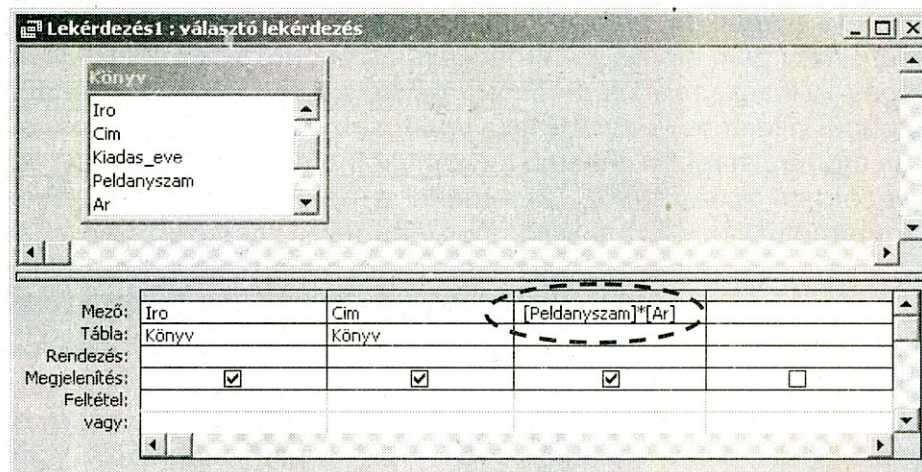 Lekérdezés1 : választó lekérdezés
Könyv
Iro
Cim
Kiadas_eve
Peldanyszam
Ar
Mező: Iro Cim [Peldanyszam]*[Ar]
Tábla: Könyv Könyv
Rendezés:
Megjelenítés:
Feltétel:
vagy: